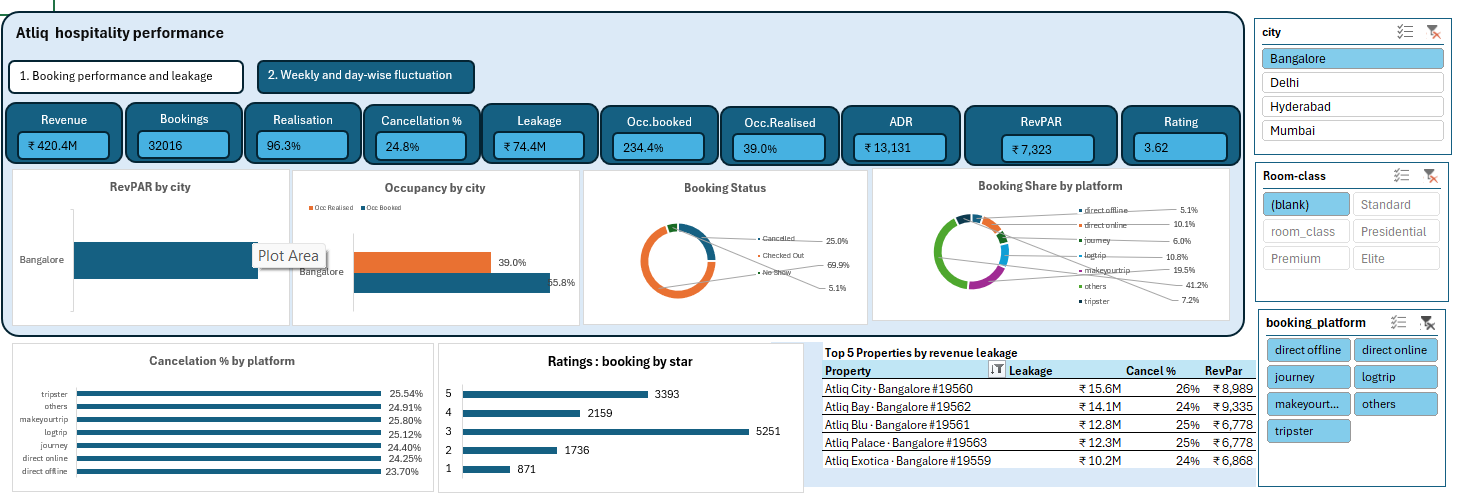 Atliq hospitality performance
1. Booking performance and leakage
2. Weekly and day-wise fluctuation
Revenue
₹ 420.4M
Bookings
32016
Realisation
96.3%
Cancellation %
24.8%
Leakage
₹ 74.4M
Occ.booked
234.4%
Occ.Realised
39.0%
ADR
₹ 13,131
RevPAR
₹ 7,323
Rating
3.62
RevPAR by city
Bangalore
Plot Area
Occupancy by city
Occ Realised Occ Booked
Bangalore
39.0%
55.8%
Booking Status
Cancelled
Checked Out
No show
25.0%
69.9%
5.1%
Booking Share by platform
direct offline
direct online
journey
logtrip
makeyourtrip
others
tripster
5.1%
10.1%
6.0%
10.8%
19.5%
41.2%
7.2%
Cancelation % by platform
tripster 25.54%
others 24.91%
makeyourtrip 25.80%
logtrip 25.12%
journey 24.40%
direct online 24.25%
direct offline 23.70%
Ratings : booking by star
5 3393
4 2159
3 5251
2 1736
1 871
Top 5 Properties by revenue leakage
Property Leakage Cancel % RevPar
Atliq City · Bangalore #19560 ₹ 15.6M 26% ₹ 8,989
Atliq Bay · Bangalore #19562 ₹ 14.1M 24% ₹ 9,335
Atliq Blu · Bangalore #19561 ₹ 12.8M 25% ₹ 6,778
Atliq Palace · Bangalore #19563 ₹ 12.3M 25% ₹ 6,778
Atliq Exotica · Bangalore #19559 ₹ 10.2M 24% ₹ 6,868
city
Bangalore
Delhi
Hyderabad
Mumbai
Room-class
(blank) Standard
room_class Presidential
Premium Elite
booking_platform
direct offline direct online
journey logtrip
makeyourt... others
tripster